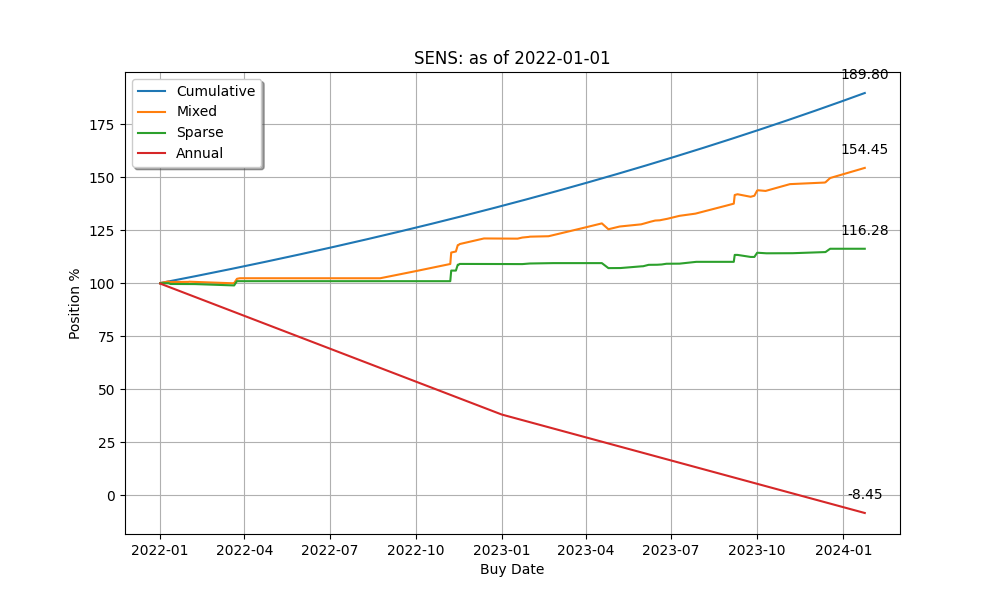 SENS: as of 2022-01-01
Cumulative
Mixed
Sparse
Annual
189.80
154.45
116.28
-8.45
Position %
175
150
125
100
75
50
25
0
2022-01 2022-04 2022-07 2022-10 2023-01 2023-04 2023-07 2023-10 2024-01
Buy Date